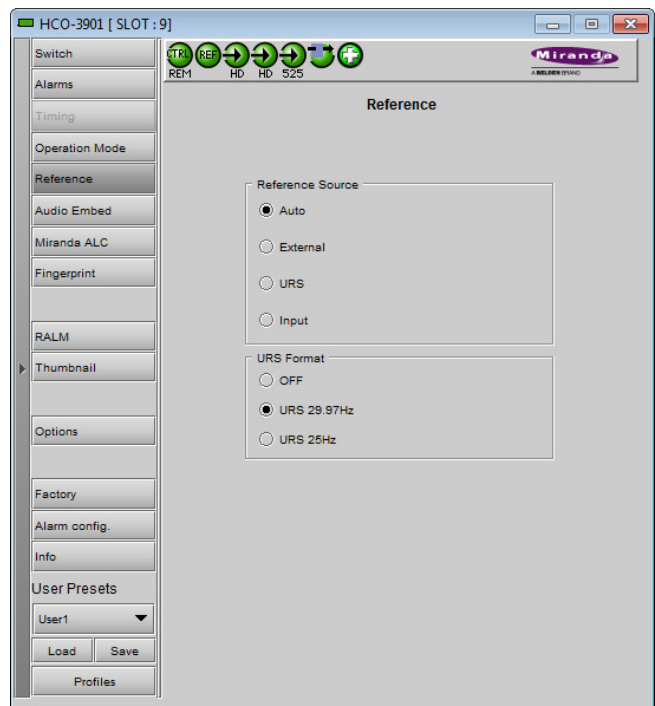 HCO-3901 [ SLOT : 9]
Switch
Alarms
Timing
Operation Mode
Reference
Audio Embed
Miranda ALC
Fingerprint
RALM
Thumbnail
Options
Factory
Alarm config.
Info
User Presets
User1
Load Save
Profiles
CTRL REF
REM HD HD 525
Miranda
A BELDEN BRAND
Reference
Reference Source
Auto
External
URS
Input
URS Format
OFF
URS 29.97Hz
URS 25Hz